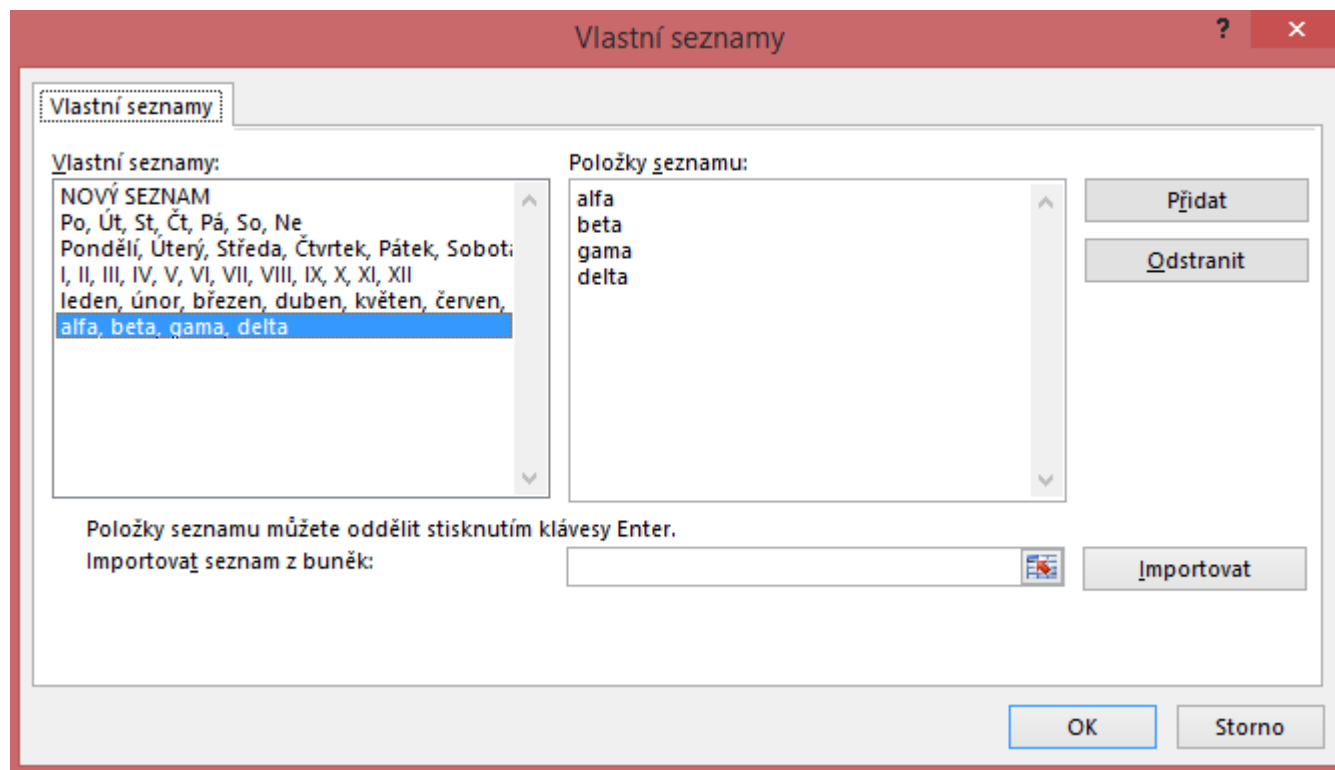 Vlastní seznamy
?
Vlastní seznamy
Vlastní seznamy:
NOVÝ SEZNAM
Po, Út, St, Čt, Pá, So, Ne
Pondělí, Úterý, Středa, Čtvrtek, Pátek, Sobota
I, II, III, IV, V, VI, VII, VIII, IX, X, XI, XII
leden, únor, březen, duben, květen, červen,
alfa, beta, gama, delta
Položky seznamu:
alfa
beta
gama
delta
Přidat
Odstranit
Položky seznamu můžete oddělit stisknutím klávesy Enter.
Importovat seznam z buněk:
Importovat
OK
Storno